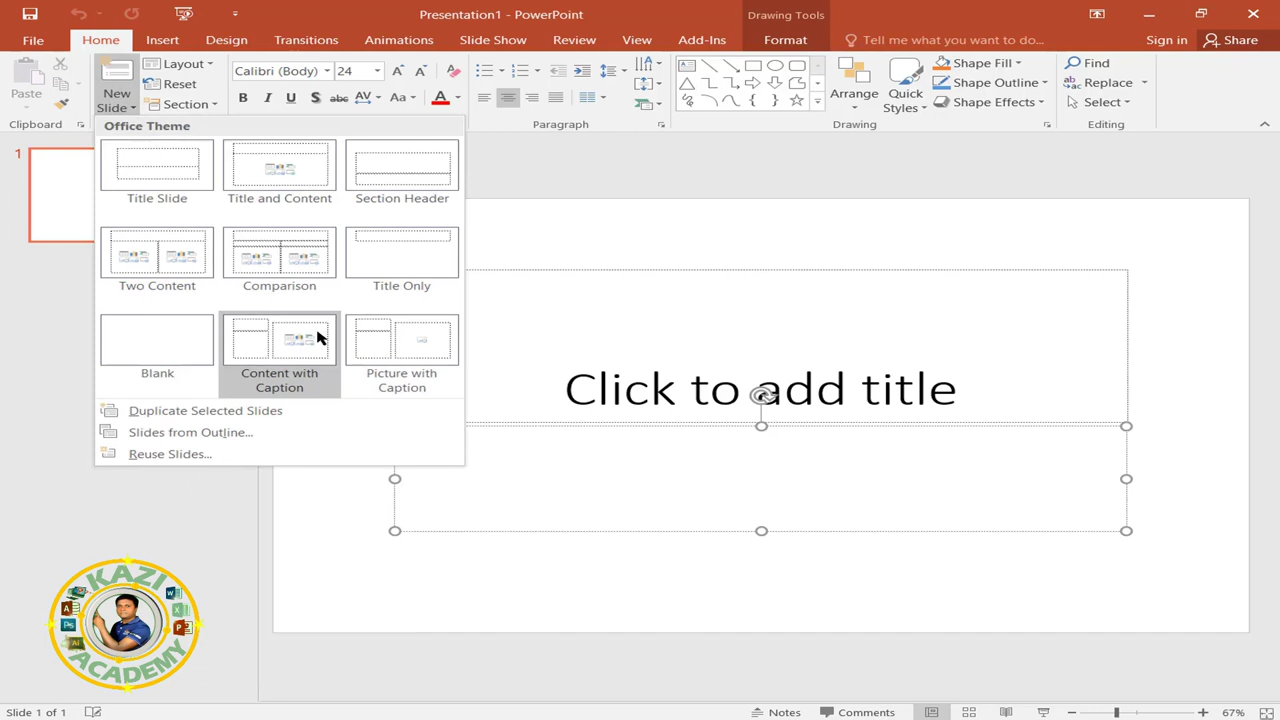 Presentation1 - PowerPoint
Drawing Tools
File
Home
Insert
Design
Transitions
Animations
Slide Show
Review
View
Add-Ins
Format
Tell me what you want to do...
Sign in
Share
Paste
Clipboard
New
Slide
Layout
Reset
Section
Calibri (Body)
24
B I U S abc AV Aa A
Paragraph
Arrange
Quick
Styles
Shape Fill
Shape Outline
Shape Effects
Drawing
Find
Replace
Select
Editing
Office Theme
Title Slide
Title and Content
Section Header
Two Content
Comparison
Title Only
Blank
Content with
Caption
Picture with
Caption
Duplicate Selected Slides
Slides from Outline...
Reuse Slides...
1
Click to add title
KAZI
ACADEMY
Slide 1 of 1
Notes
Comments
67%